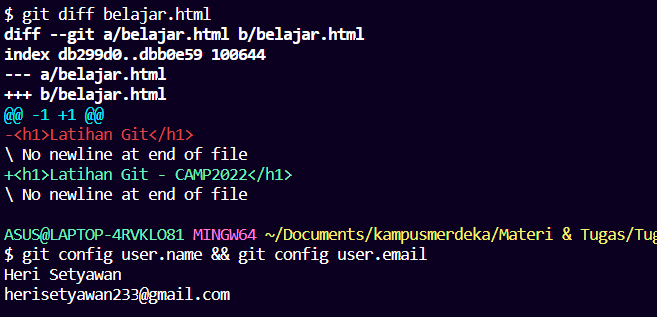 $ git diff belajar.html
diff --git a/belajar.html b/belajar.html
index db299d0..dbb0e59 100644
--- a/belajar.html
+++ b/belajar.html
@@ -1 +1 @@
-<h1>Latihan Git</h1>
\ No newline at end of file
+<h1>Latihan Git - CAMP2022</h1>
\ No newline at end of file
ASUS@LAPTOP-4RVKLO81 MINGW64 ~/Documents/kampusmerdeka/Materi & Tugas/Tug
$ git config user.name && git config user.email
Heri Setyawan
herisetyawan233@gmail.com